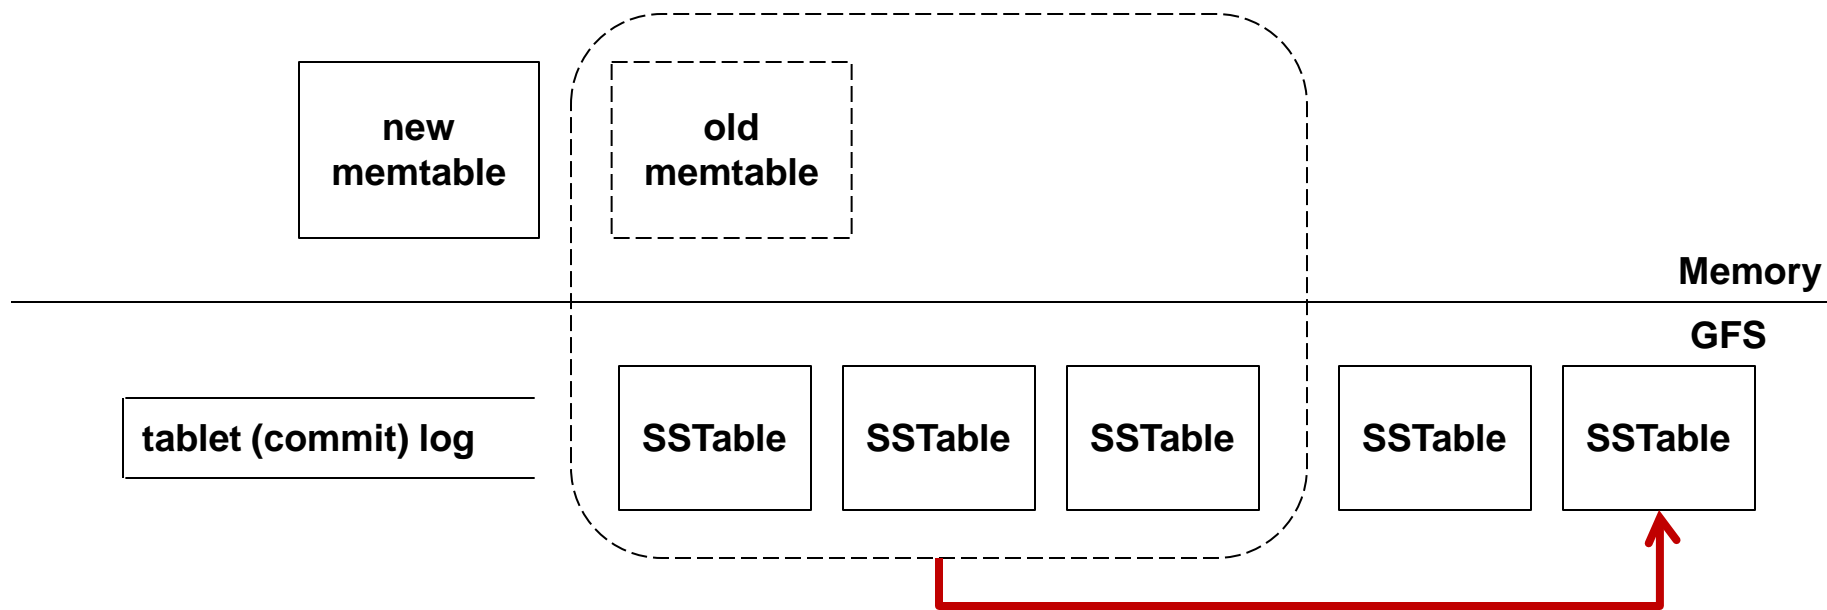 new
memtable
old
memtable
Memory
GFS
tablet (commit) log
SSTable
SSTable
SSTable
SSTable
SSTable